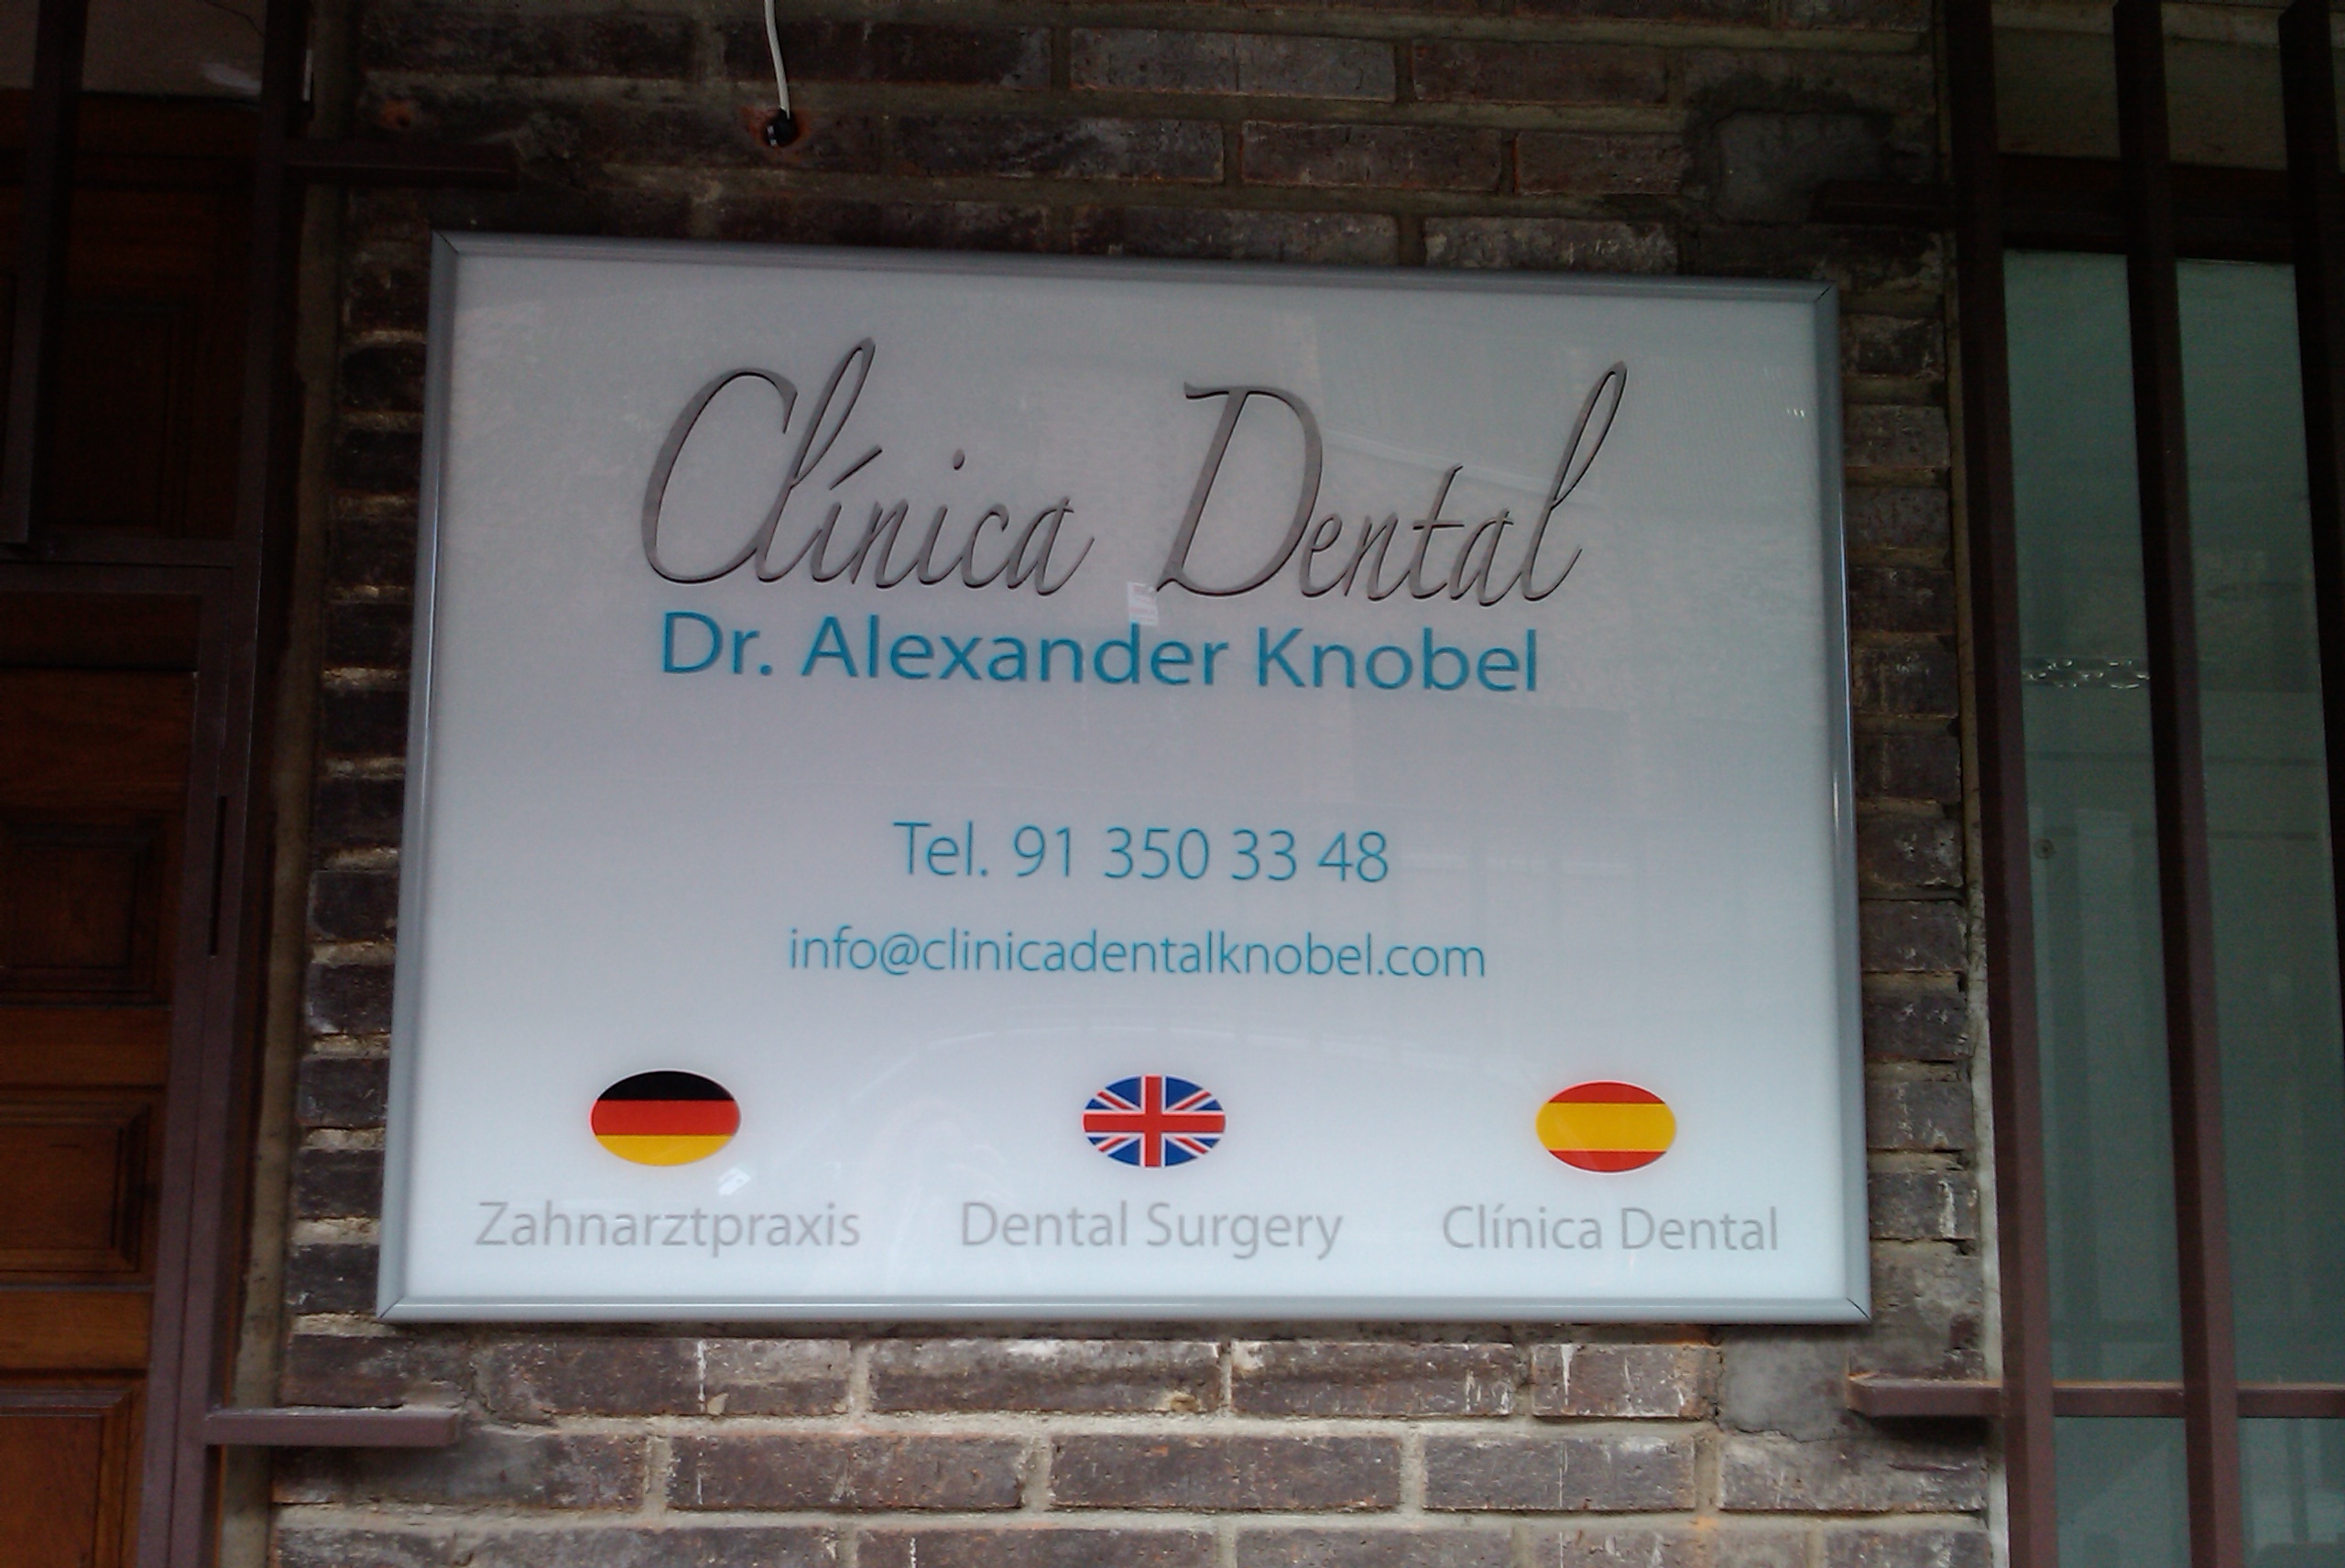 Clínica Dental
Dr. Alexander Knobel
Tel. 91 350 33 48
info@clinicadentalknobel.com
Zahnarztpraxis Dental Surgery Clínica Dental